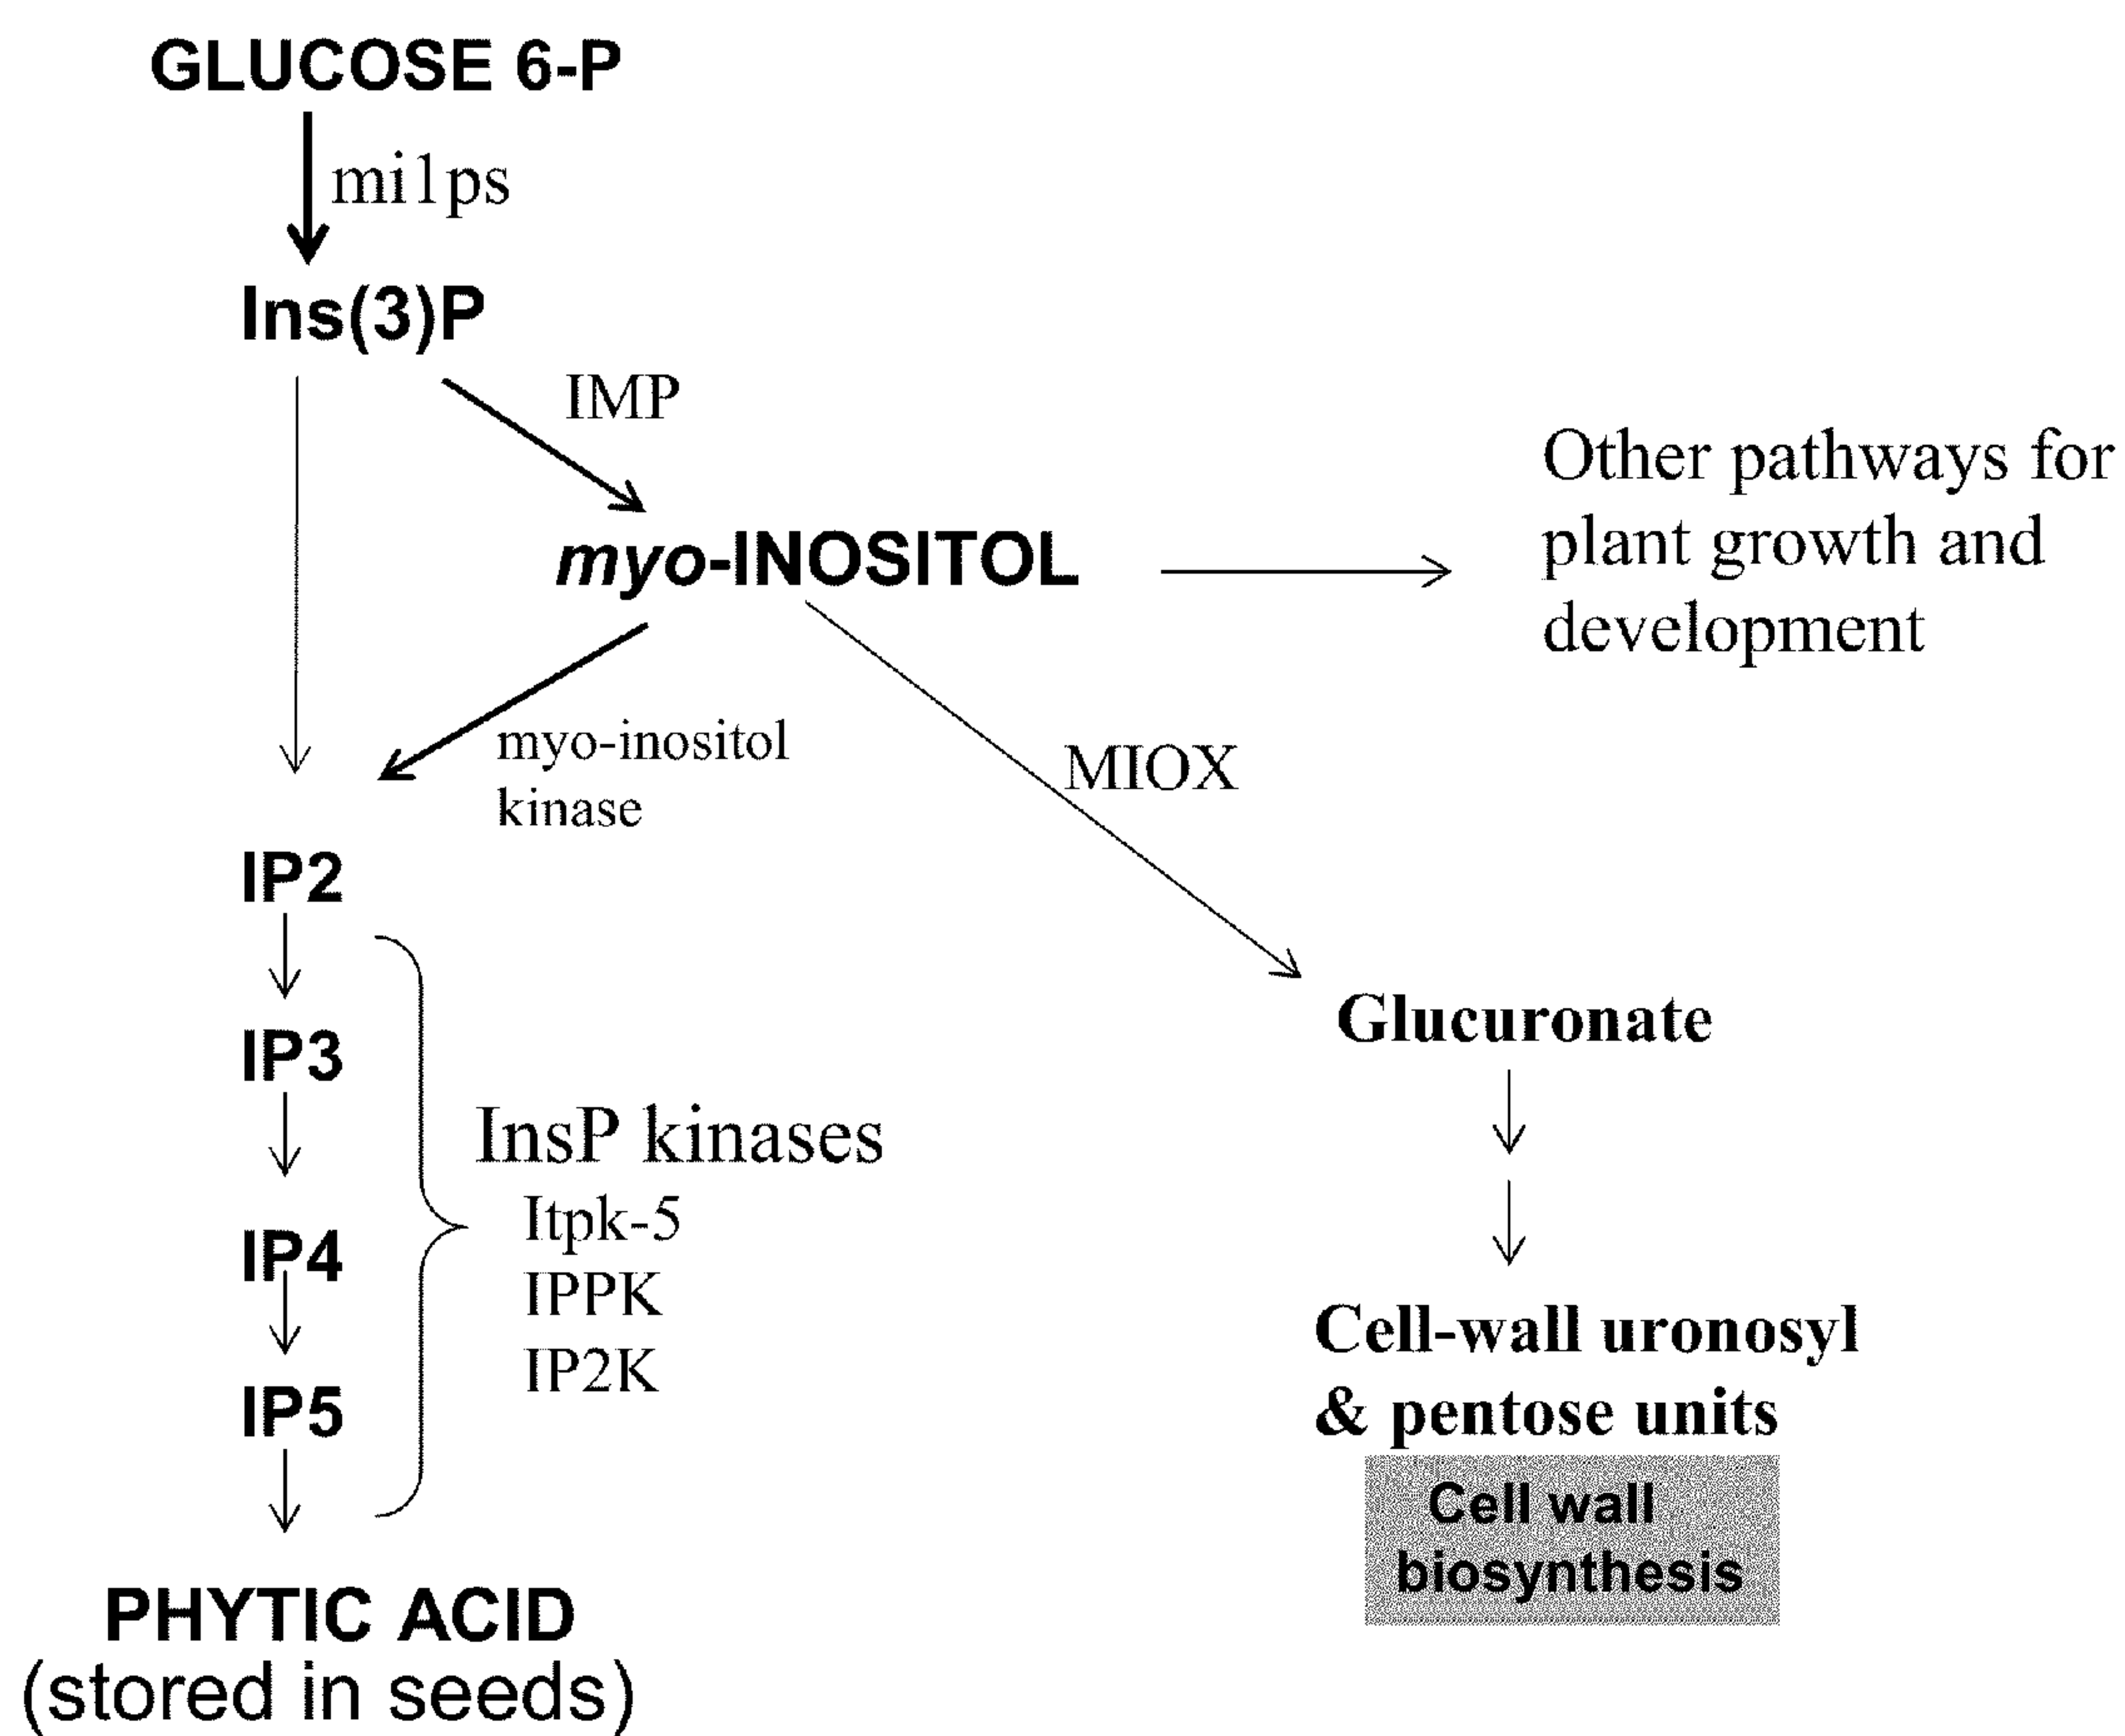 GLUCOSE 6-P
mi1ps
Ins(3)P
IMP
myo-INOSITOL
Other pathways for
plant growth and
development
myo-inositol
kinase
MIOX
IP2
IP3
IP4
IP5
InsP kinases
Itpk-5
IPPK
IP2K
PHYTIC ACID
(stored in seeds)
Glucuronate
Cell-wall uronosyl
& pentose units
Cell wall
biosynthesis